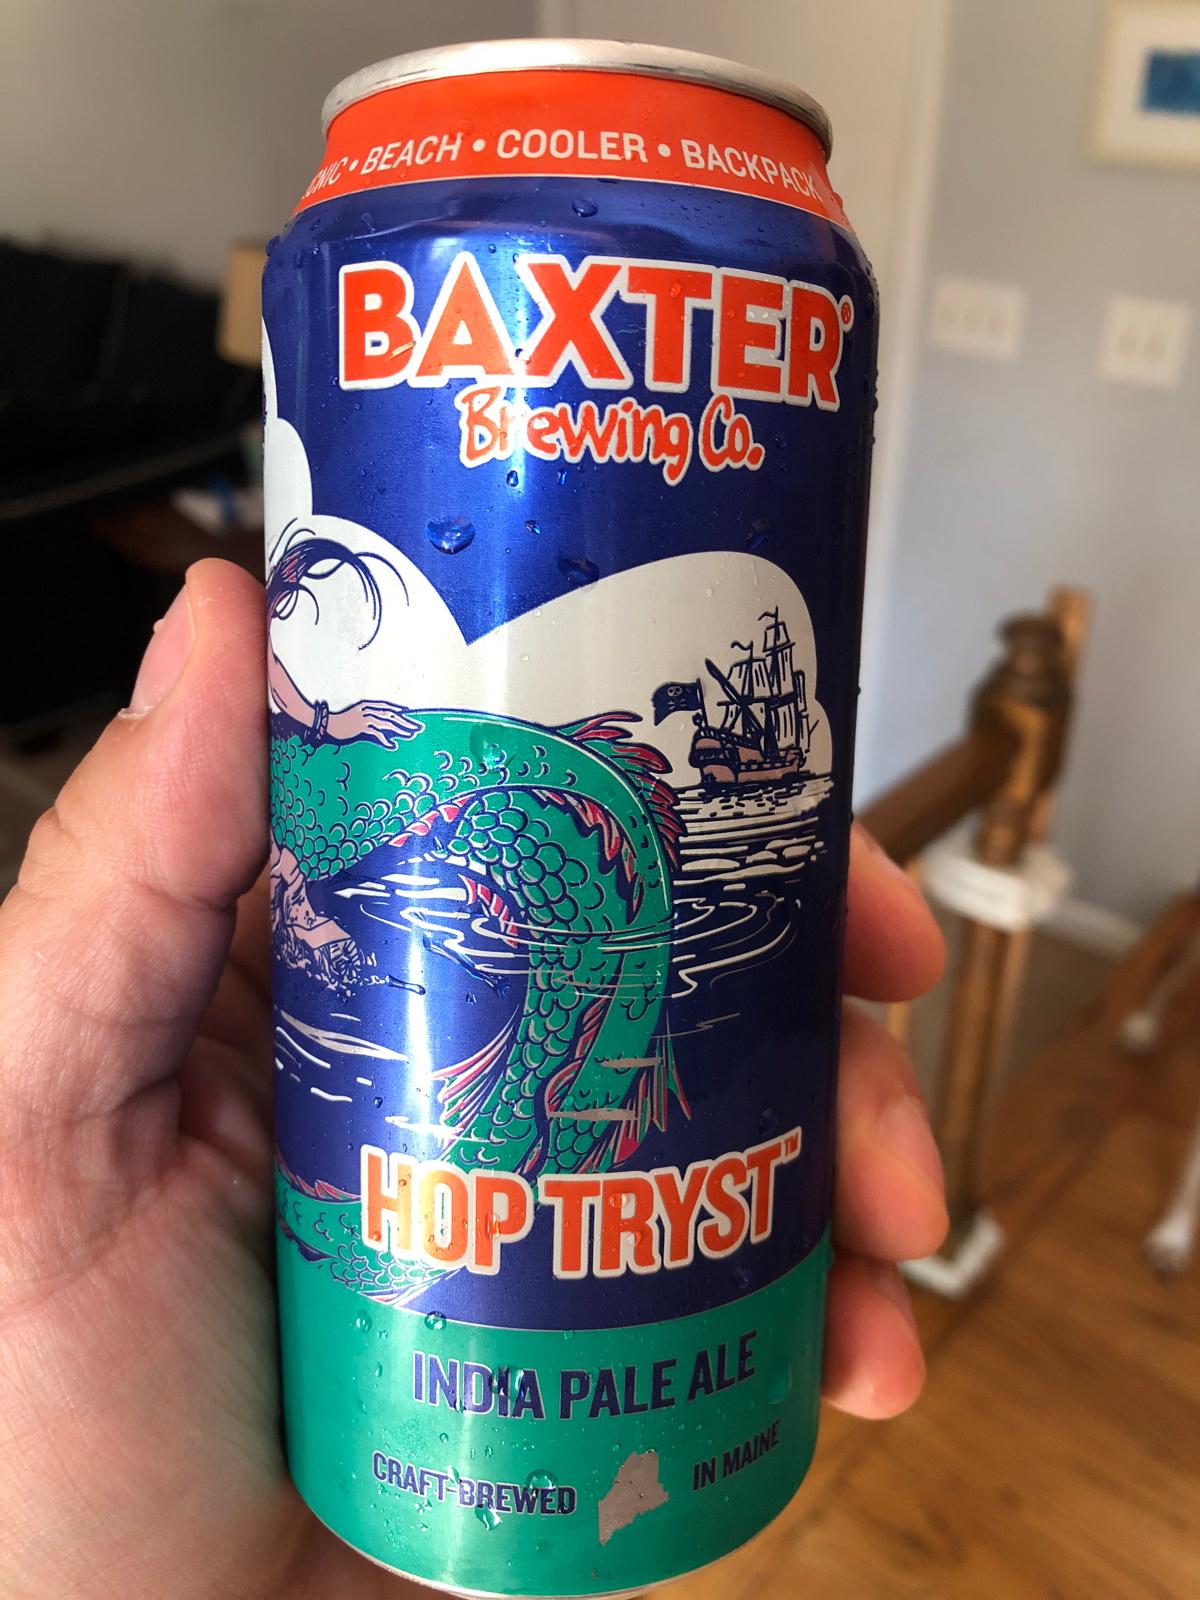 • BEACH • COOLER • BACKPACK
BAXTER®
Brewing Co.
HOP TRYST™
INDIA PALE ALE
CRAFT-BREWED IN MAINE